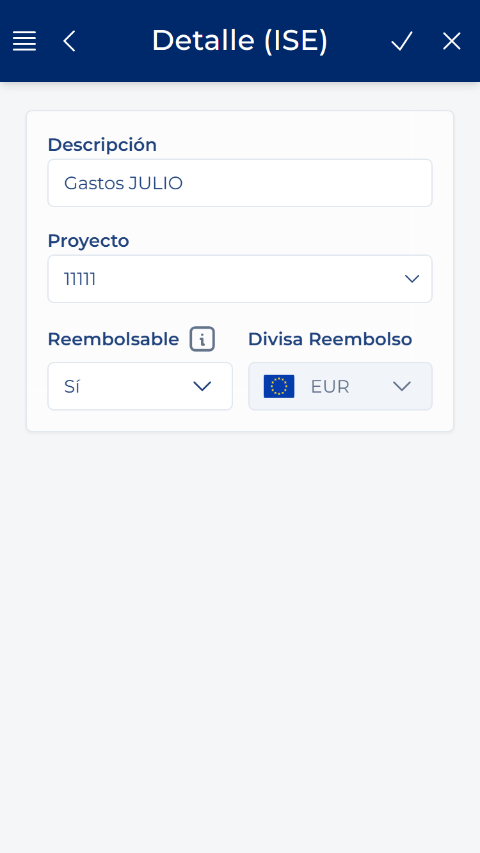 Detalle (ISE)
Descripción
Gastos JULIO
Proyecto
11111
Reembolsable i Divisa Reembolso
Sí EUR